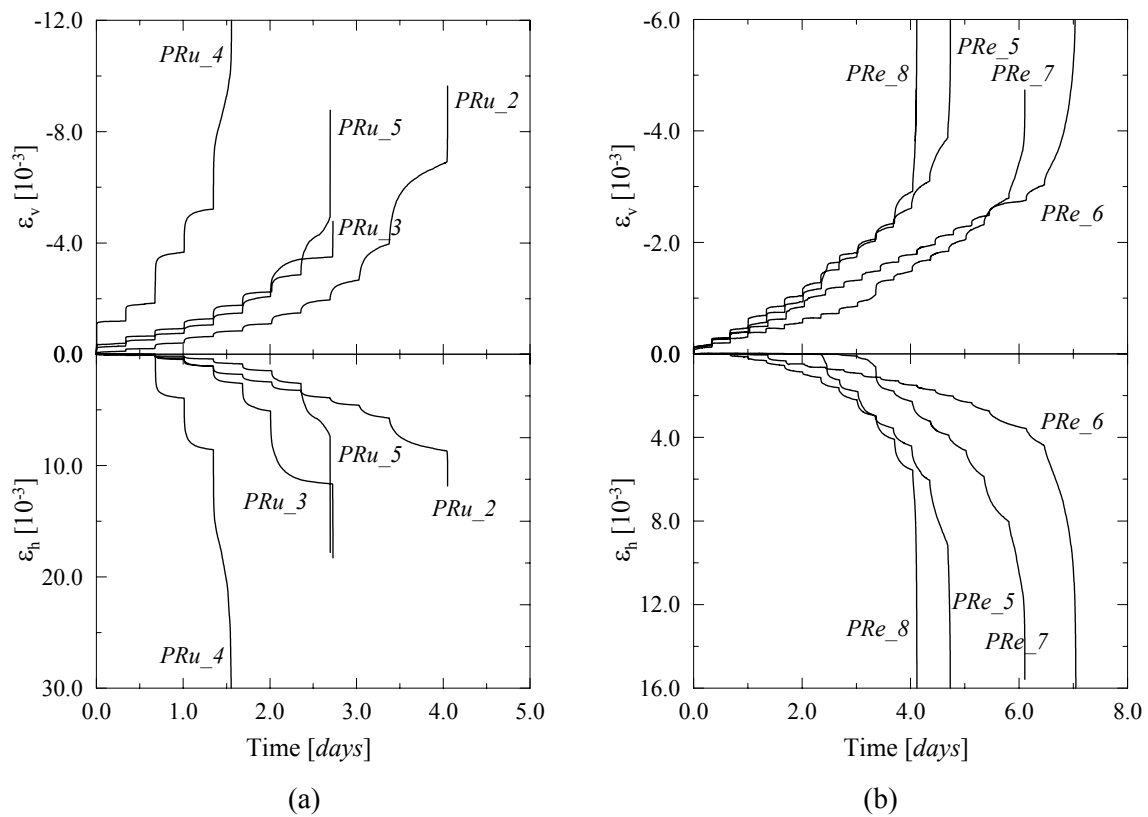 -12.0
-8.0
-4.0
0.0
10.0
20.0
30.0
εv [10-3]
εh [10-3]
PRu_4
PRu_5
PRu_2
PRu_3
PRu_3
PRu_5
PRu_2
PRu_4
0.0 1.0 2.0 3.0 4.0 5.0
Time [days]
(a)
-6.0
-4.0
-2.0
0.0
4.0
8.0
12.0
16.0
εv [10-3]
εh [10-3]
PRe_5
PRe_8
PRe_7
PRe_6
PRe_6
PRe_5
PRe_8
PRe_7
0.0 2.0 4.0 6.0 8.0
Time [days]
(b)